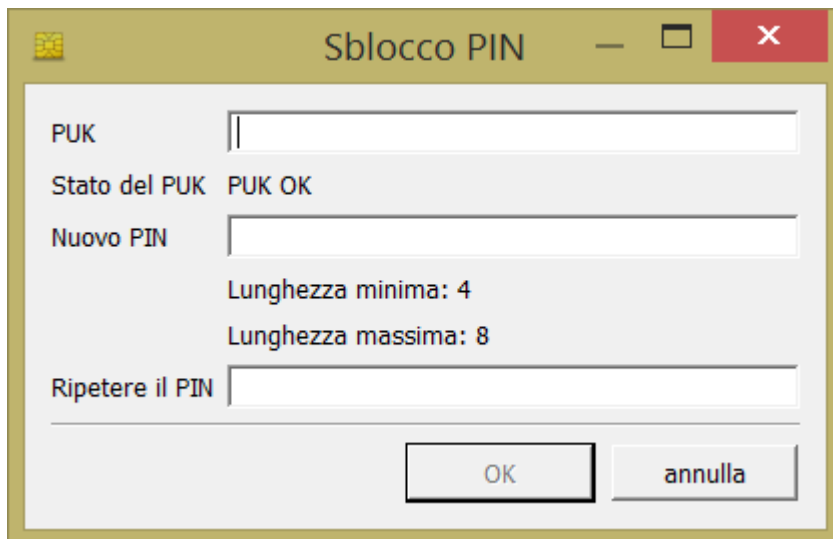 Sblocco PIN
PUK
Stato del PUK PUK OK
Nuovo PIN
Lunghezza minima: 4
Lunghezza massima: 8
Ripetere il PIN
OK annulla